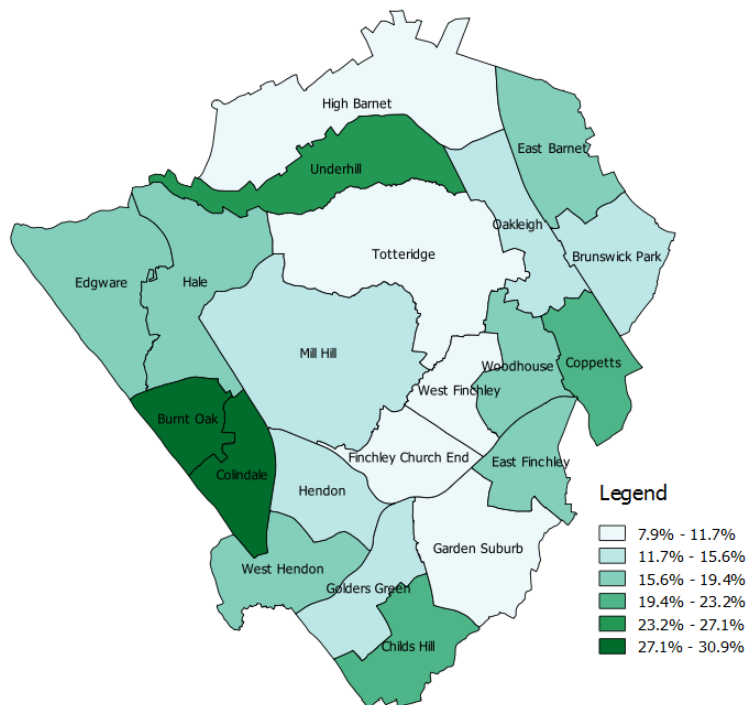 High Barnet
East Barnet
Underhill
Oakleigh
Totteridge
Brunswick Park
Edgware
Hale
Mill Hill
Woodhouse
Coppetts
West Finchley
Burnt Oak
Finchley Church End
East Finchley
Colindale
Hendon
Legend
7.9% - 11.7%
11.7% - 15.6%
15.6% - 19.4%
19.4% - 23.2%
23.2% - 27.1%
27.1% - 30.9%
Garden Suburb
West Hendon
Golders Green
Childs Hill